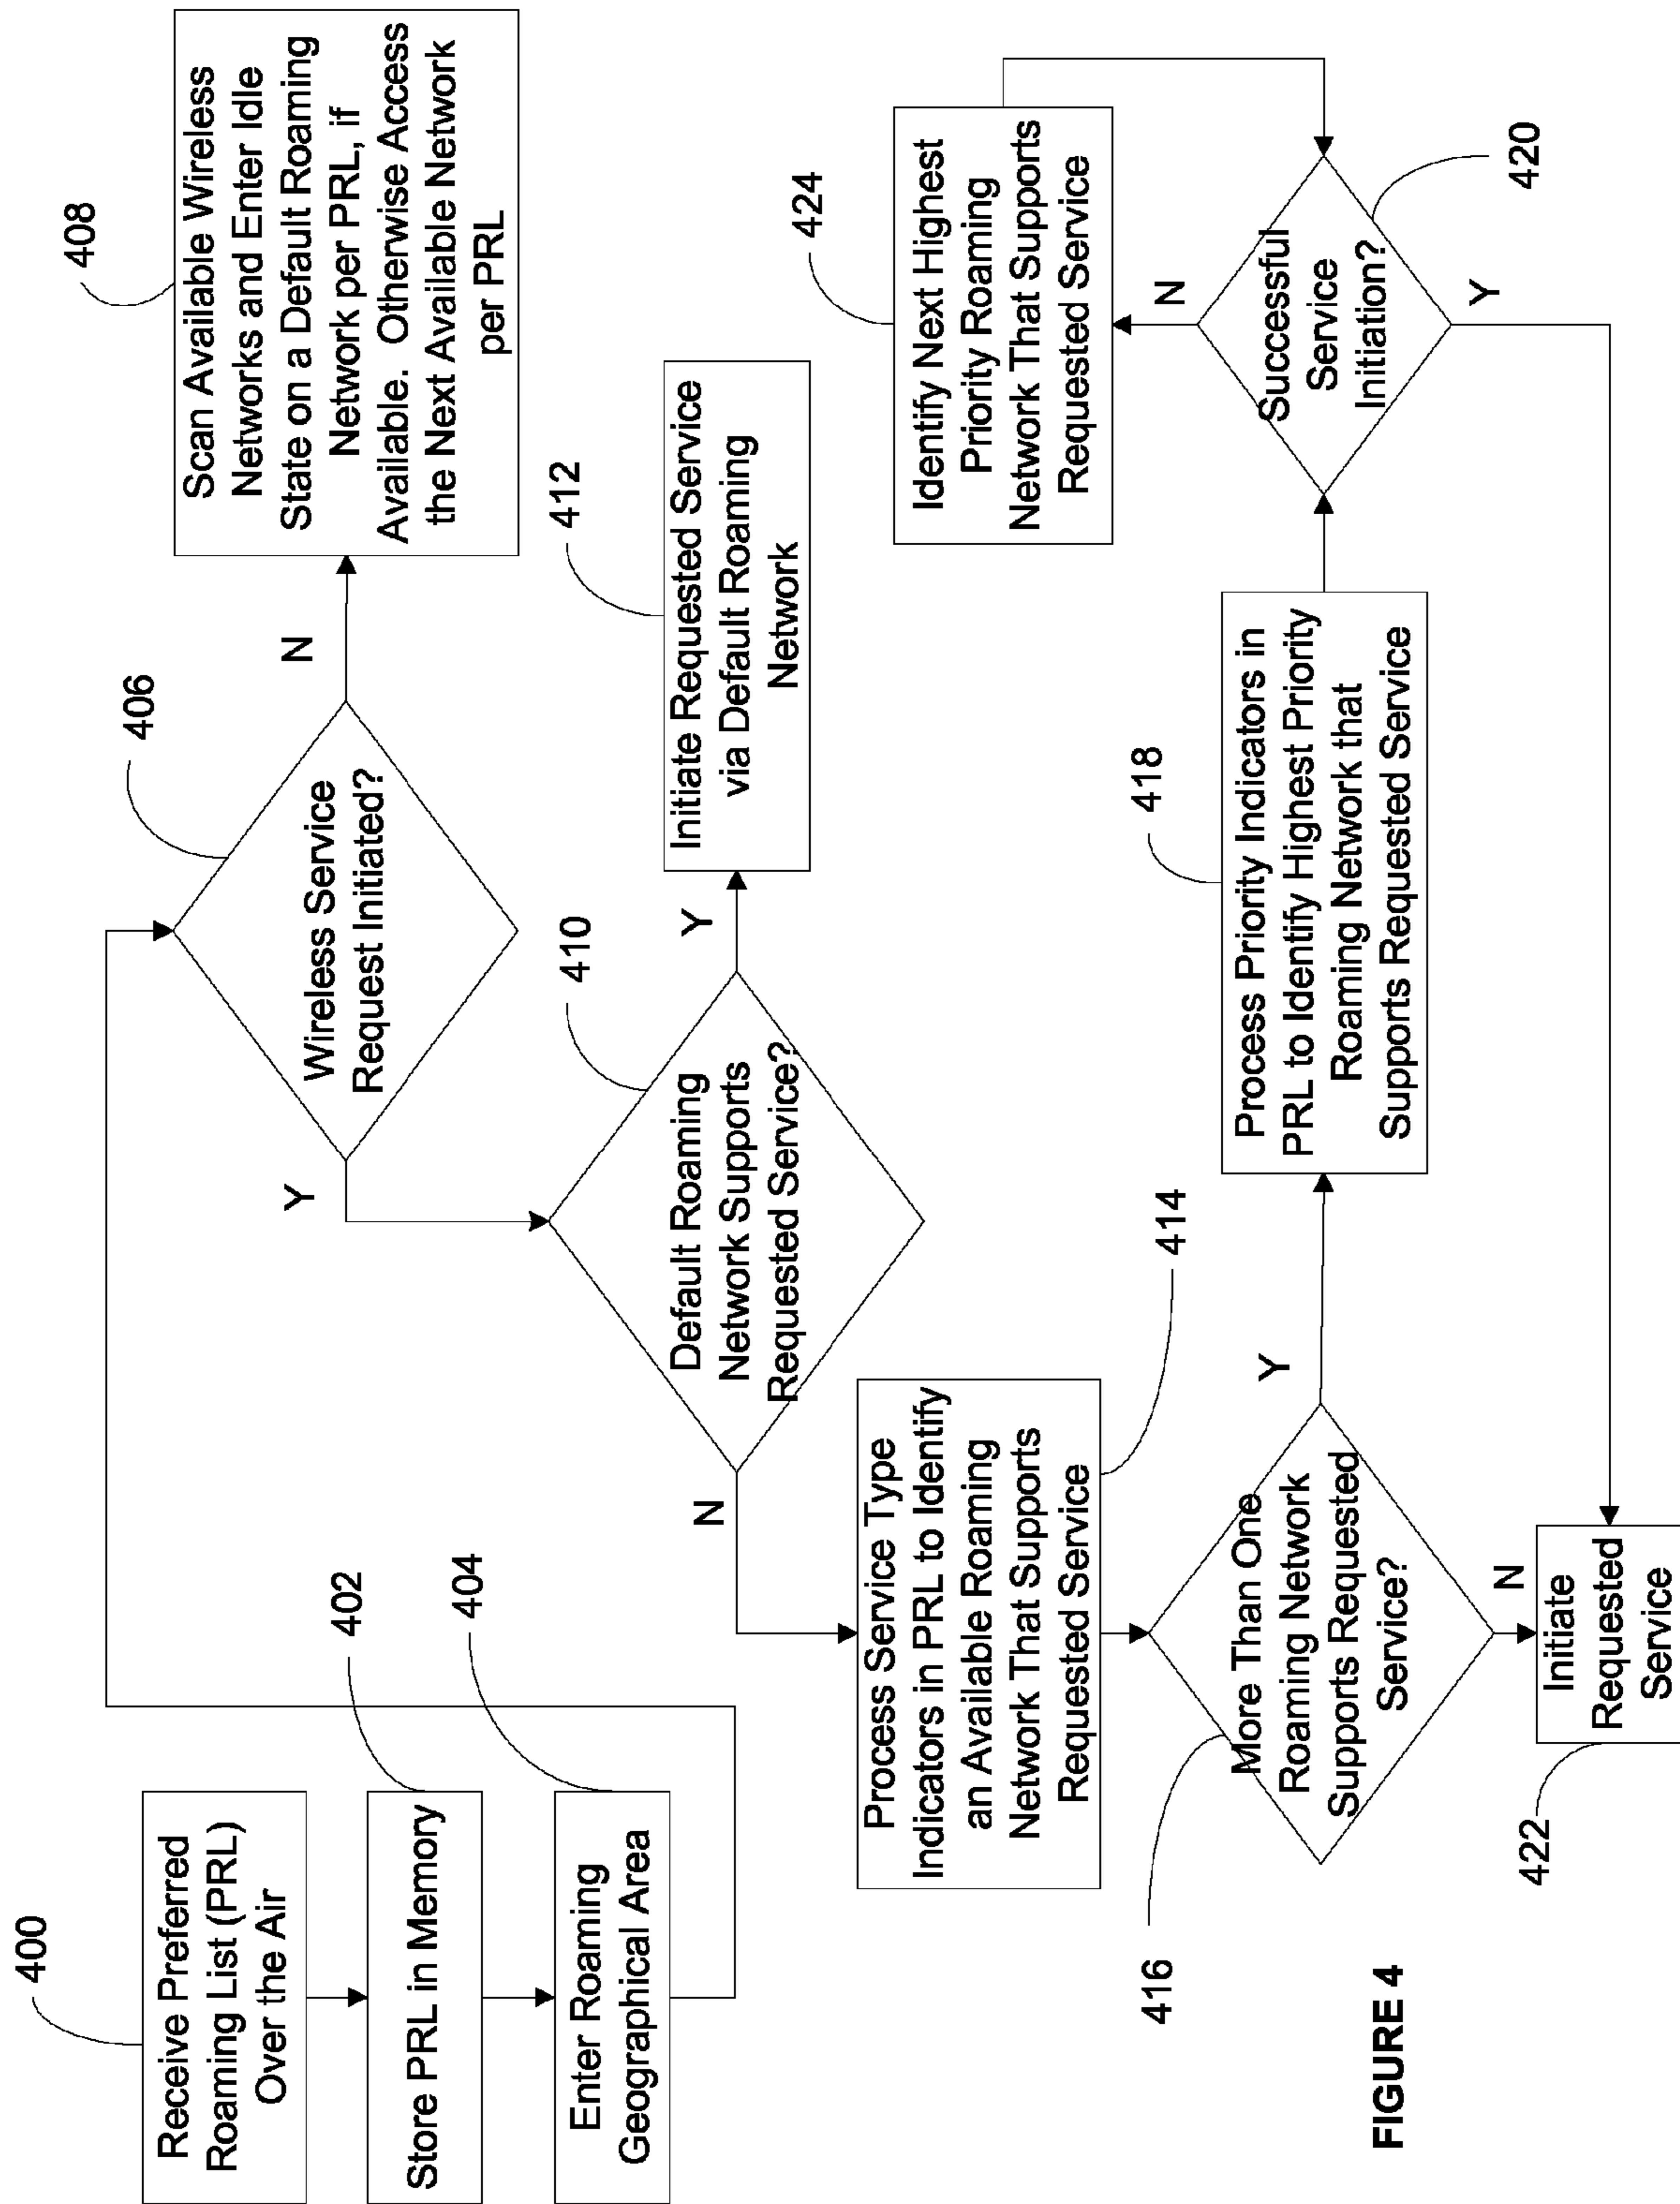 400
Receive Preferred
Roaming List (PRL)
Over the Air
402
Store PRL in Memory
404
Enter Roaming
Geographical Area
406
Wireless Service
Request Initiated?
N
Y
408
Scan Available Wireless
Networks and Enter Idle
State on a Default Roaming
Network per PRL, if
Available. Otherwise Access
the Next Available Network
per PRL
410
Default Roaming
Network Supports
Requested Service?
Y
N
412
Initiate Requested Service
via Default Roaming
Network
414
Process Service Type
Indicators in PRL to Identify
an Available Roaming
Network That Supports
Requested Service
416
More Than One
Roaming Network
Supports Requested
Service?
Y
N
418
Process Priority Indicators in
PRL to Identify Highest Priority
Roaming Network that
Supports Requested Service
420
Successful
Service
Initiation?
N
Y
424
Identify Next Highest
Priority Roaming
Network That Supports
Requested Service
422
Initiate
Requested
Service
FIGURE 4